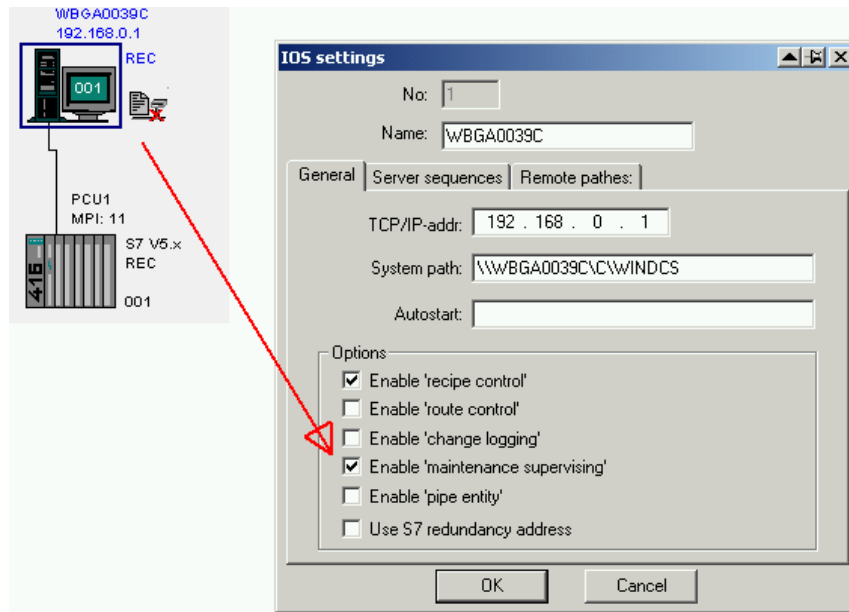 WBGA0039C
192.168.0.1
REC
001
PCU1
MPI: 11
S7 V5.x
REC
416
001
IOS settings
No: 1
Name: WBGA0039C
General Server sequences Remote pathes:
TCP/IP-addr: 192 . 168 . 0 . 1
System path: \\WBGA0039C\C\WINDCS
Autostart:
Options
Enable 'recipe control'
Enable 'route control'
Enable 'change logging'
Enable 'maintenance supervising'
Enable 'pipe entity'
Use S7 redundancy address
OK Cancel